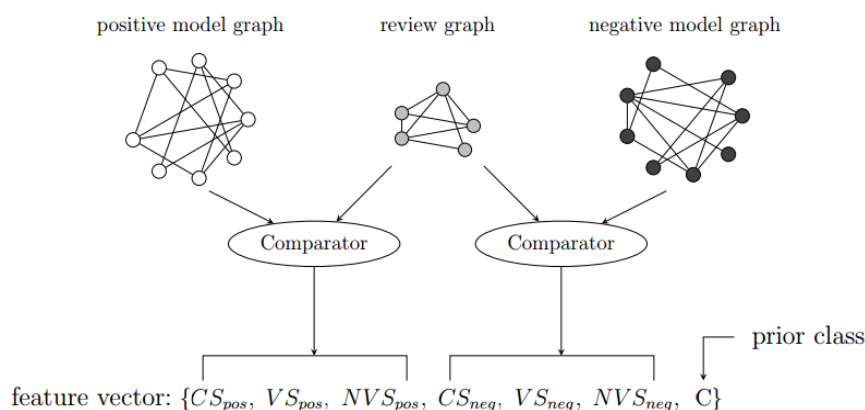 positive model graph review graph negative model graph
Comparator Comparator
prior class
feature vector: {CS_pos, VS_pos, NVS_pos, CS_neg, VS_neg, NVS_neg, C}